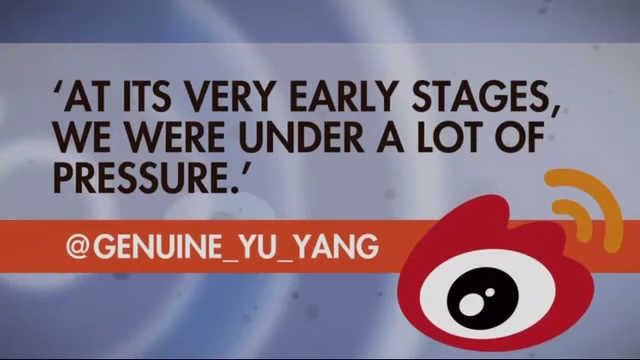 ‘AT ITS VERY EARLY STAGES,
WE WERE UNDER A LOT OF
PRESSURE.’
@GENUINE_YU_YANG